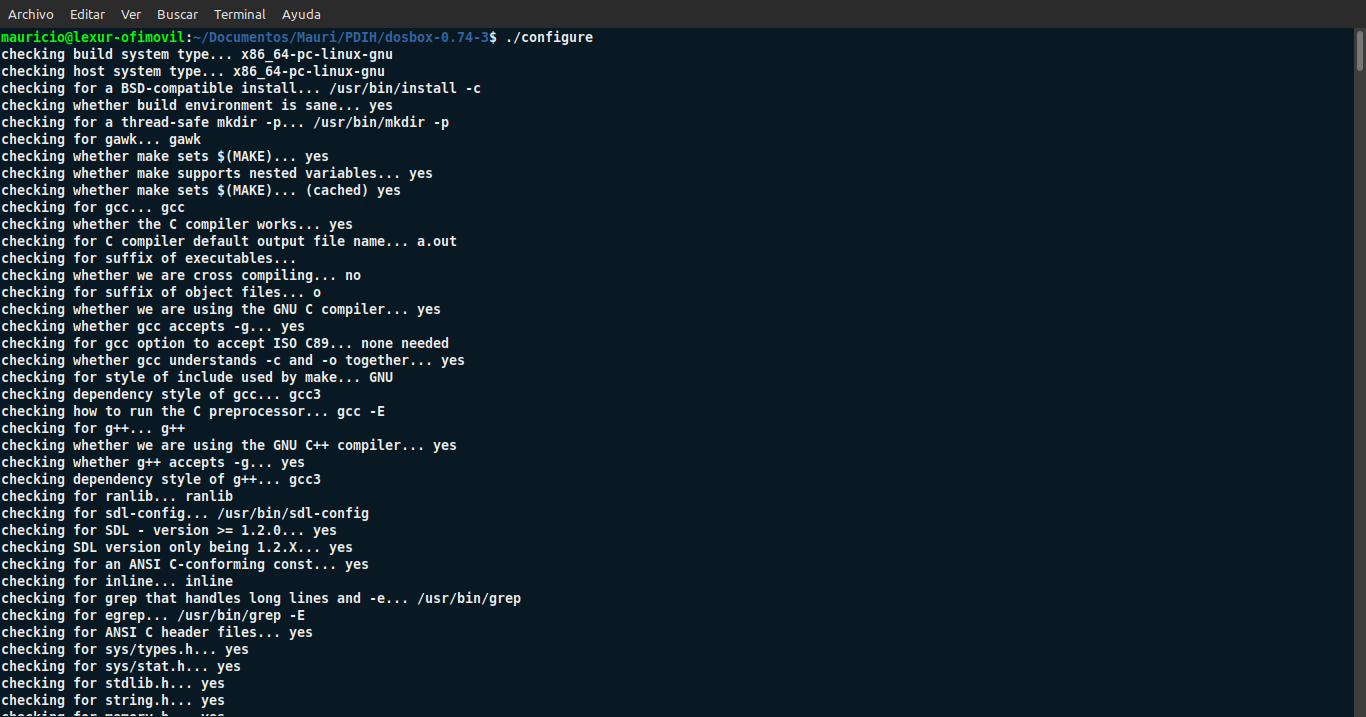 Archivo Editar Ver Buscar Terminal Ayuda
mauricio@lexur-ofimovil:~/Documentos/Mauri/PDIH/dosbox-0.74-3$ ./configure
checking build system type... x86_64-pc-linux-gnu
checking host system type... x86_64-pc-linux-gnu
checking for a BSD-compatible install... /usr/bin/install -c
checking whether build environment is sane... yes
checking for a thread-safe mkdir -p... /usr/bin/mkdir -p
checking for gawk... gawk
checking whether make sets $(MAKE)... yes
checking whether make supports nested variables... yes
checking whether make sets $(MAKE)... (cached) yes
checking for gcc... gcc
checking whether the C compiler works... yes
checking for C compiler default output file name... a.out
checking for suffix of executables...
checking whether we are cross compiling... no
checking for suffix of object files... o
checking whether we are using the GNU C compiler... yes
checking whether gcc accepts -g... yes
checking for gcc option to accept ISO C89... none needed
checking whether gcc understands -c and -o together... yes
checking for style of include used by make... GNU
checking dependency style of gcc... gcc3
checking how to run the C preprocessor... gcc -E
checking for g++... g++
checking whether we are using the GNU C++ compiler... yes
checking whether g++ accepts -g... yes
checking dependency style of g++... gcc3
checking for ranlib... ranlib
checking for sdl-config... /usr/bin/sdl-config
checking for SDL - version >= 1.2.0... yes
checking SDL version only being 1.2.X... yes
checking for an ANSI C-conforming const... yes
checking for inline... inline
checking for grep that handles long lines and -e... /usr/bin/grep
checking for egrep... /usr/bin/grep -E
checking for ANSI C header files... yes
checking for sys/types.h... yes
checking for sys/stat.h... yes
checking for stdlib.h... yes
checking for string.h... yes
checking for memory.h... yes